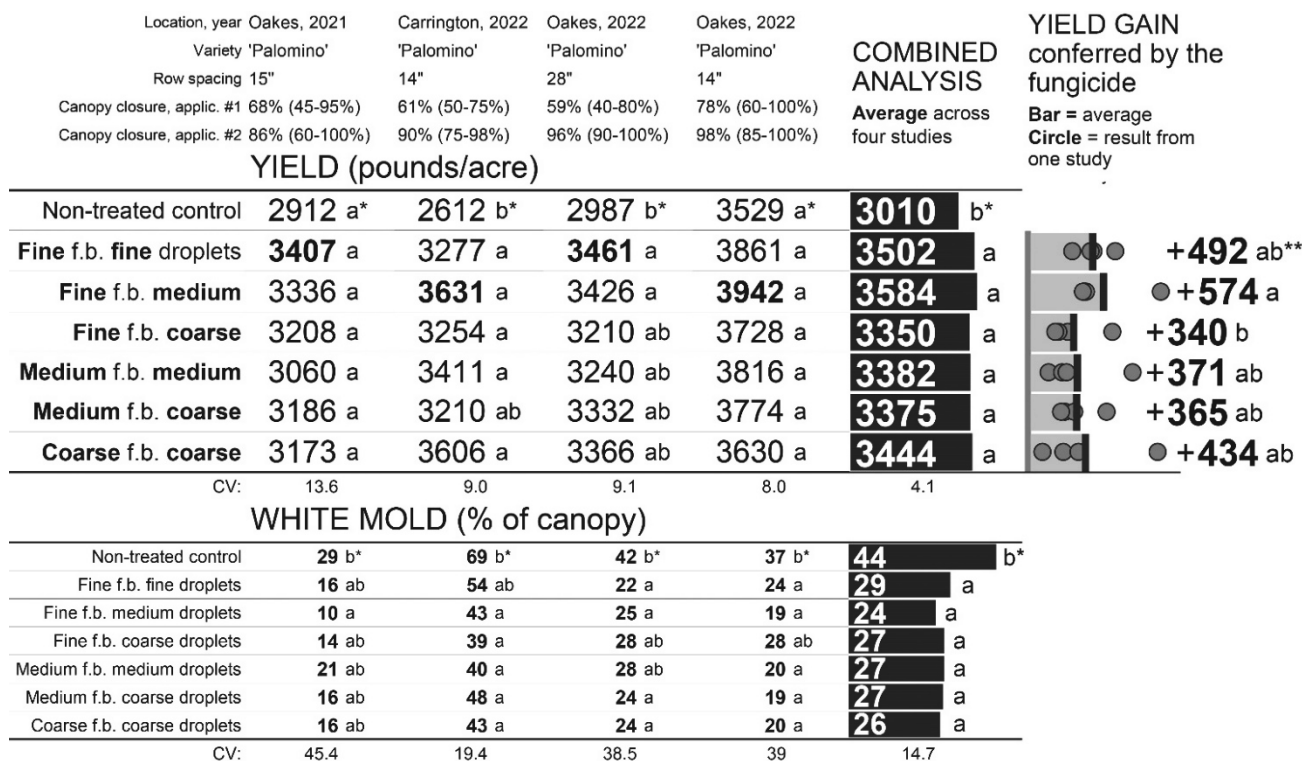 Location, year Oakes, 2021 Carrington, 2022 Oakes, 2022 Oakes, 2022
Variety 'Palomino' 'Palomino' 'Palomino' 'Palomino'
Row spacing 15" 14" 28" 14"
Canopy closure, applic. #1 68% (45-95%) 61% (50-75%) 59% (40-80%) 78% (60-100%)
Canopy closure, applic. #2 86% (60-100%) 90% (75-98%) 96% (90-100%) 98% (85-100%)
COMBINED
ANALYSIS
Average across
four studies
YIELD GAIN
conferred by the
fungicide
Bar = average
Circle = result from
one study
YIELD (pounds/acre)
Non-treated control 2912 a* 2612 b* 2987 b* 3529 a* 3010 b*
Fine f.b. fine droplets 3407 a 3277 a 3461 a 3861 a 3502 a +492 ab**
Fine f.b. medium 3336 a 3631 a 3426 a 3942 a 3584 a +574 a
Fine f.b. coarse 3208 a 3254 a 3210 ab 3728 a 3350 a +340 b
Medium f.b. medium 3060 a 3411 a 3240 ab 3816 a 3382 a +371 ab
Medium f.b. coarse 3186 a 3210 ab 3332 ab 3774 a 3375 a +365 ab
Coarse f.b. coarse 3173 a 3606 a 3366 ab 3630 a 3444 a +434 ab
CV: 13.6 9.0 9.1 8.0 4.1
WHITE MOLD (% of canopy)
Non-treated control 29 b* 69 b* 42 b* 37 b* 44 b*
Fine f.b. fine droplets 16 ab 54 ab 22 a 24 a 29 a
Fine f.b. medium droplets 10 a 43 a 25 a 19 a 24 a
Fine f.b. coarse droplets 14 ab 39 a 28 ab 28 ab 27 a
Medium f.b. medium droplets 21 ab 40 a 28 ab 20 a 27 a
Medium f.b. coarse droplets 16 ab 48 a 24 a 19 a 27 a
Coarse f.b. coarse droplets 16 ab 43 a 24 a 20 a 26 a
CV: 45.4 19.4 38.5 39 14.7